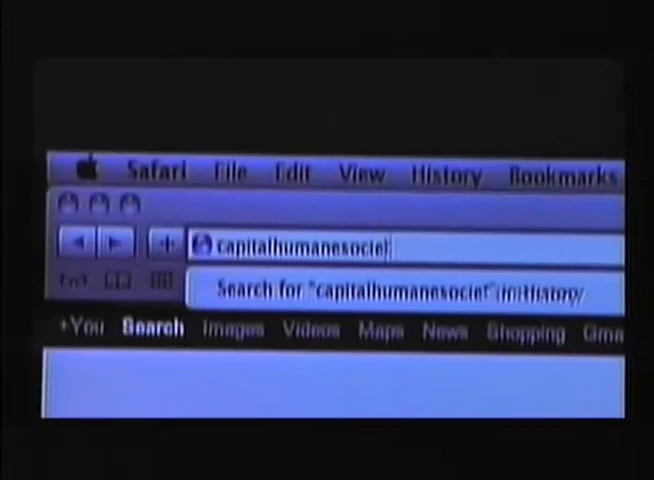 Safari File Edit View History Bookmarks
capitalhumanesociet
Search for "capitalhumanesociet" in History
+You Search Images Videos Maps News Shopping Gma